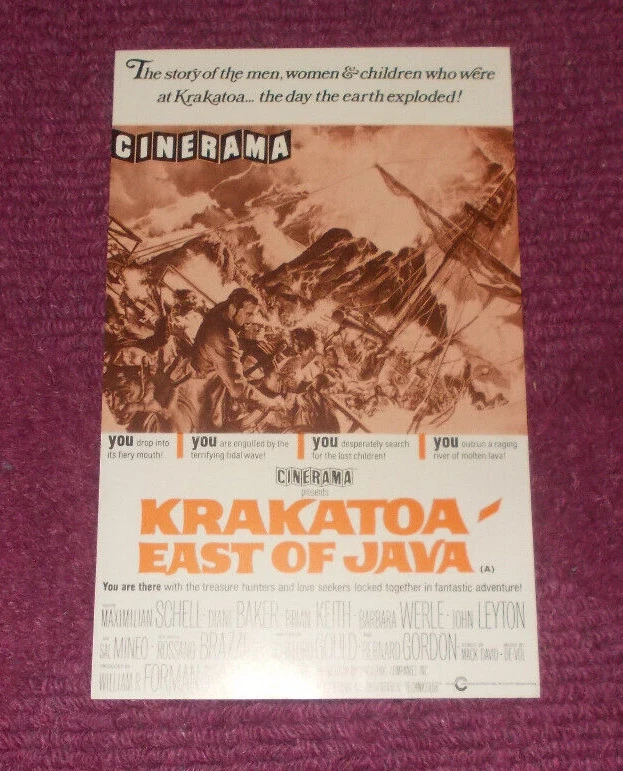 The story of the men, women & children who were
at Krakatoa... the day the earth exploded!
CINERAMA
you drop into its fiery mouth!
you are engulfed by the terrifying tidal wave!
you desperately search for the lost children!
you outrun a raging river of molten lava!
CINERAMA
presents
KRAKATOA-
EAST OF JAVA (A)
You are there with the treasure hunters and love seekers locked together in fantastic adventure!
MAXIMILIAN SCHELL · DIANE BAKER · BRIAN KEITH · BARBARA WERLE · JOHN LEYTON
SAL MINEO · ROSSANO BRAZZI GOULD BERNARD GORDON MACK DAVID · DE VOL
WILLIAM R. FORMAN